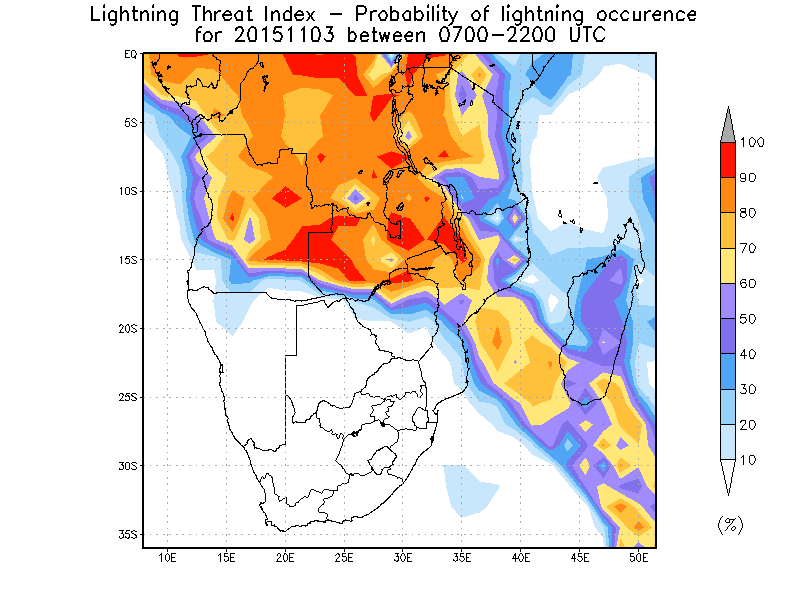 Lightning Threat Index − Probability of lightning occurence
for 20151103 between 0700−2200 UTC
EQ
5S
10S
15S
20S
25S
30S
35S
10E 15E 20E 25E 30E 35E 40E 45E 50E
100
90
80
70
60
50
40
30
20
10
(%)